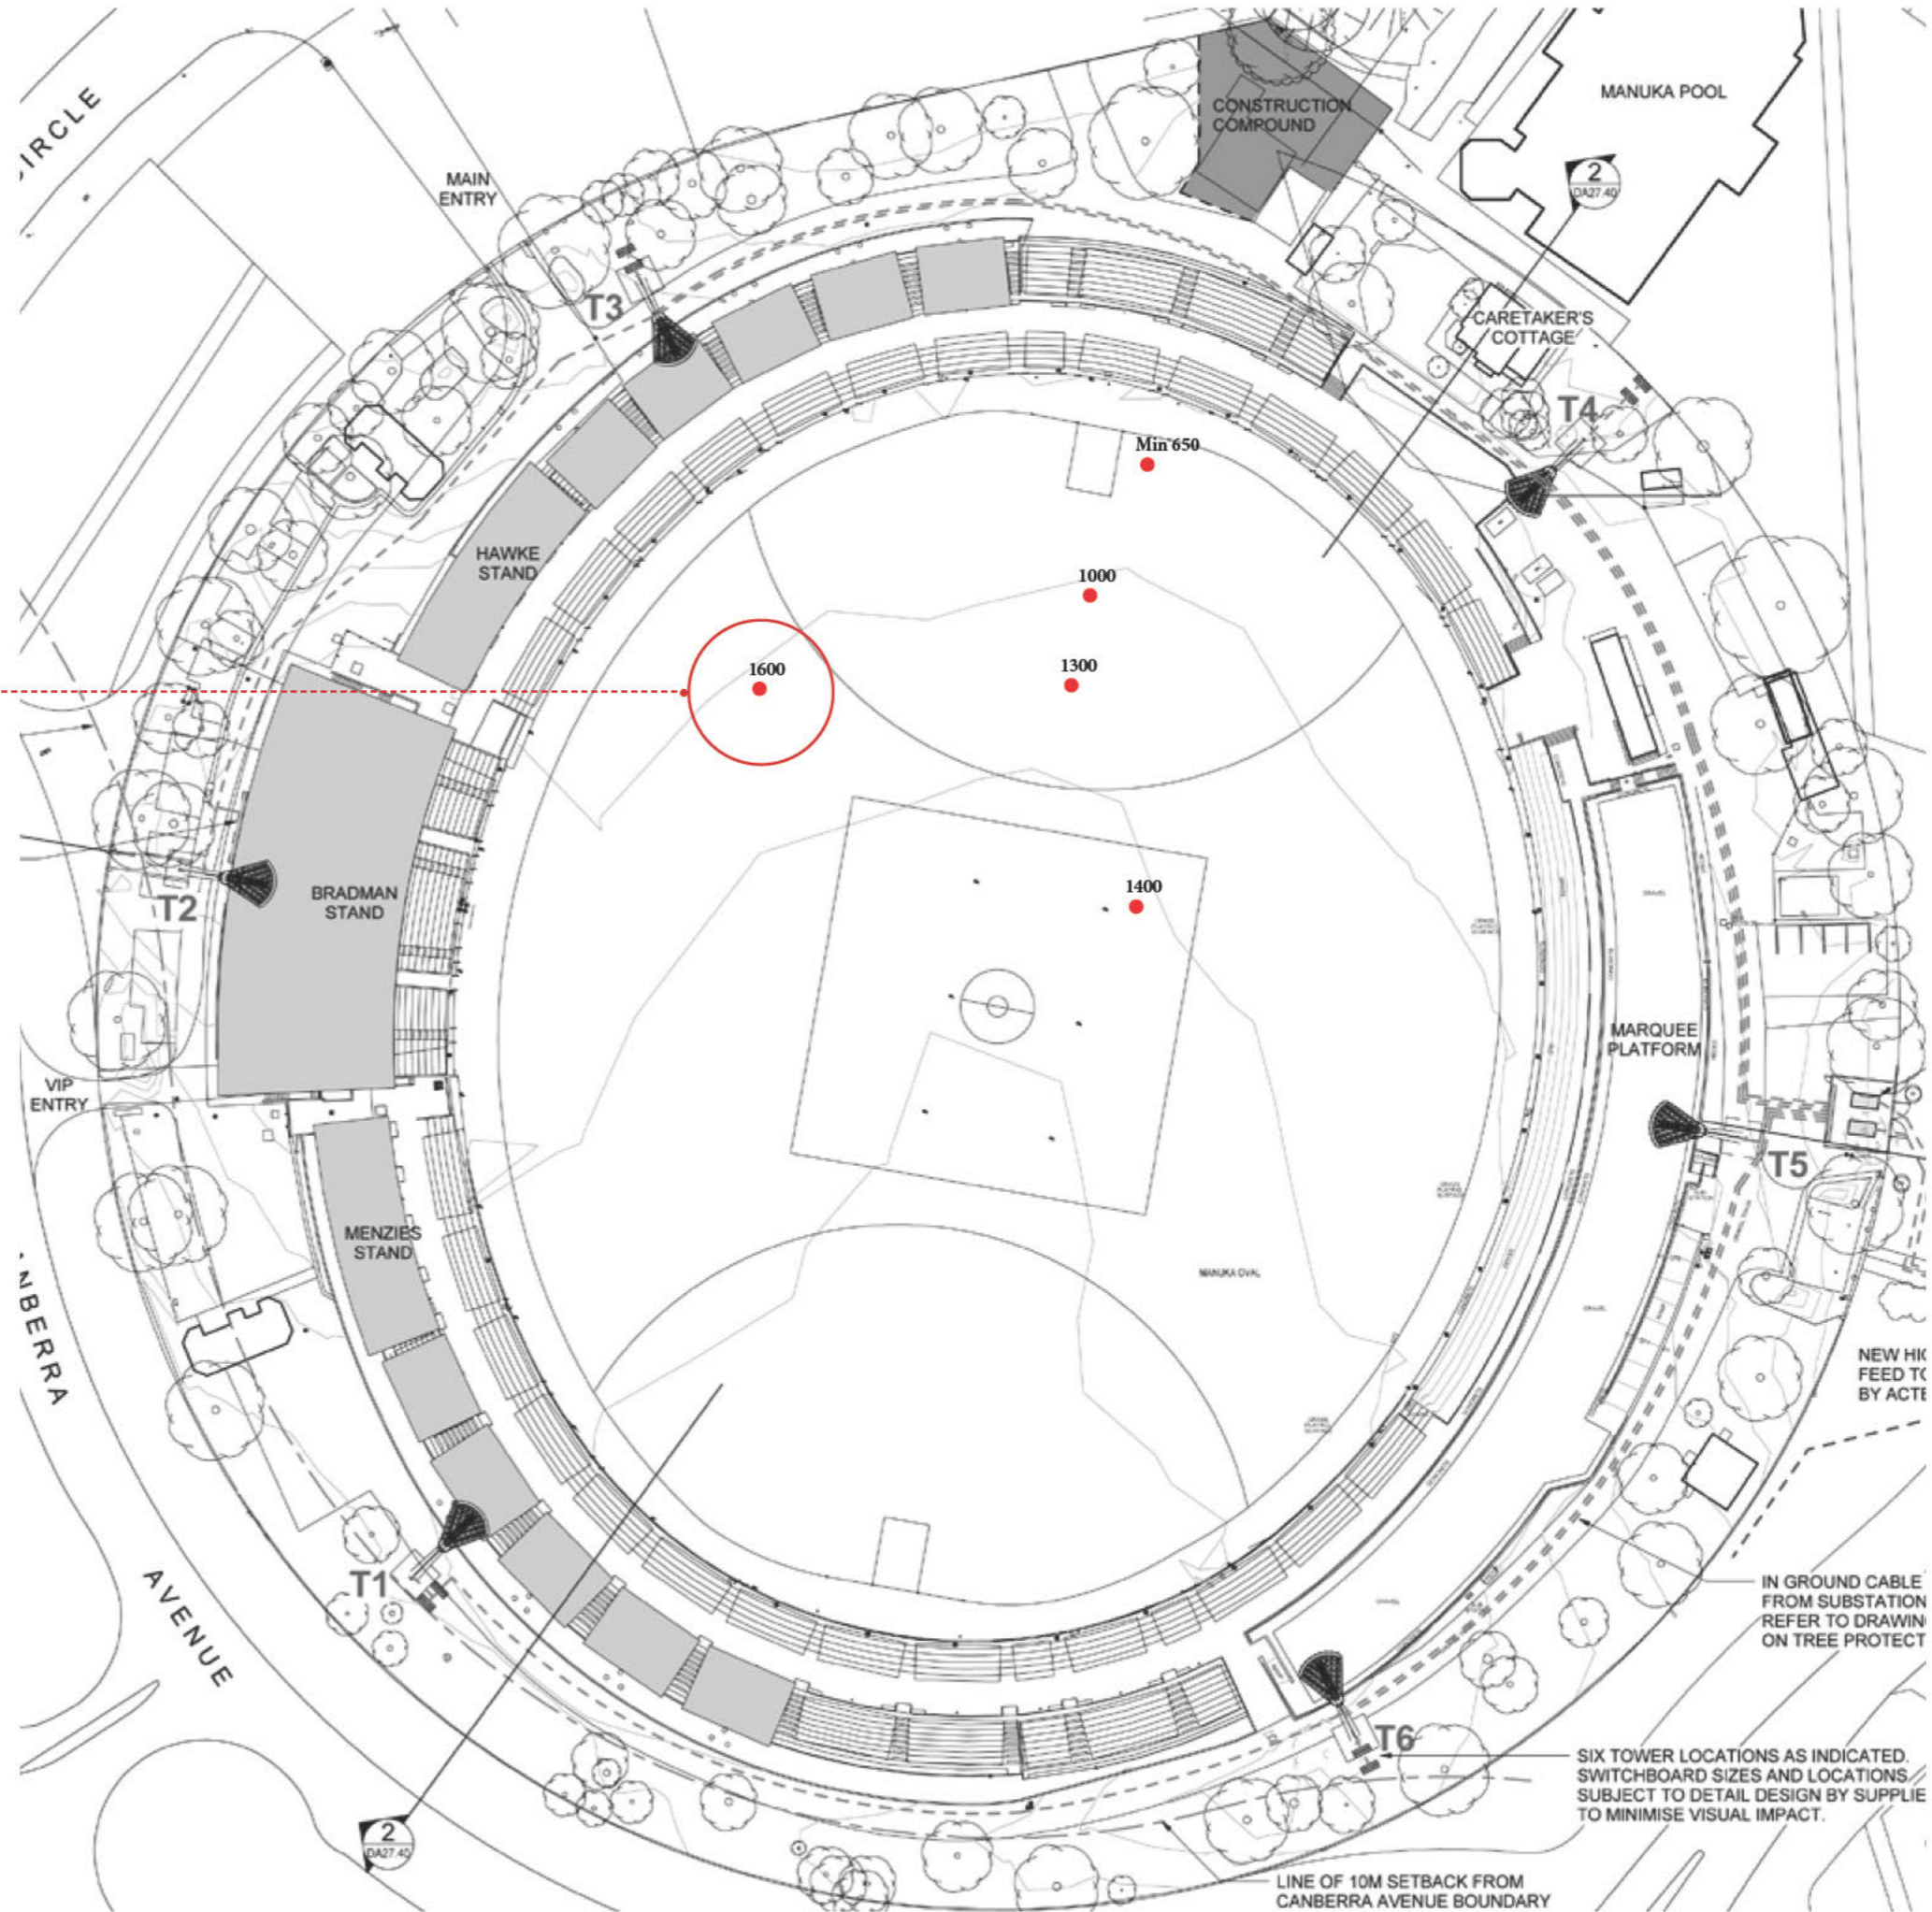 CIRCLE
MAIN
ENTRY
CONSTRUCTION
COMPOUND
MANUKA POOL
2
DA27.40
T3
CARETAKER'S
COTTAGE
T4
Min 650
HAWKE
STAND
1000
1600
1300
T2
BRADMAN
STAND
1400
MARQUEE
PLATFORM
VIP
ENTRY
T5
MENZIES
STAND
MANUKA OVAL
NBERRA
AVENUE
NEW HIG
FEED TO
BY ACTE
T1
IN GROUND CABLE
FROM SUBSTATION
REFER TO DRAWIN
ON TREE PROTECT
T6
SIX TOWER LOCATIONS AS INDICATED.
SWITCHBOARD SIZES AND LOCATIONS
SUBJECT TO DETAIL DESIGN BY SUPPLIE
TO MINIMISE VISUAL IMPACT.
2
DA27.40
LINE OF 10M SETBACK FROM
CANBERRA AVENUE BOUNDARY